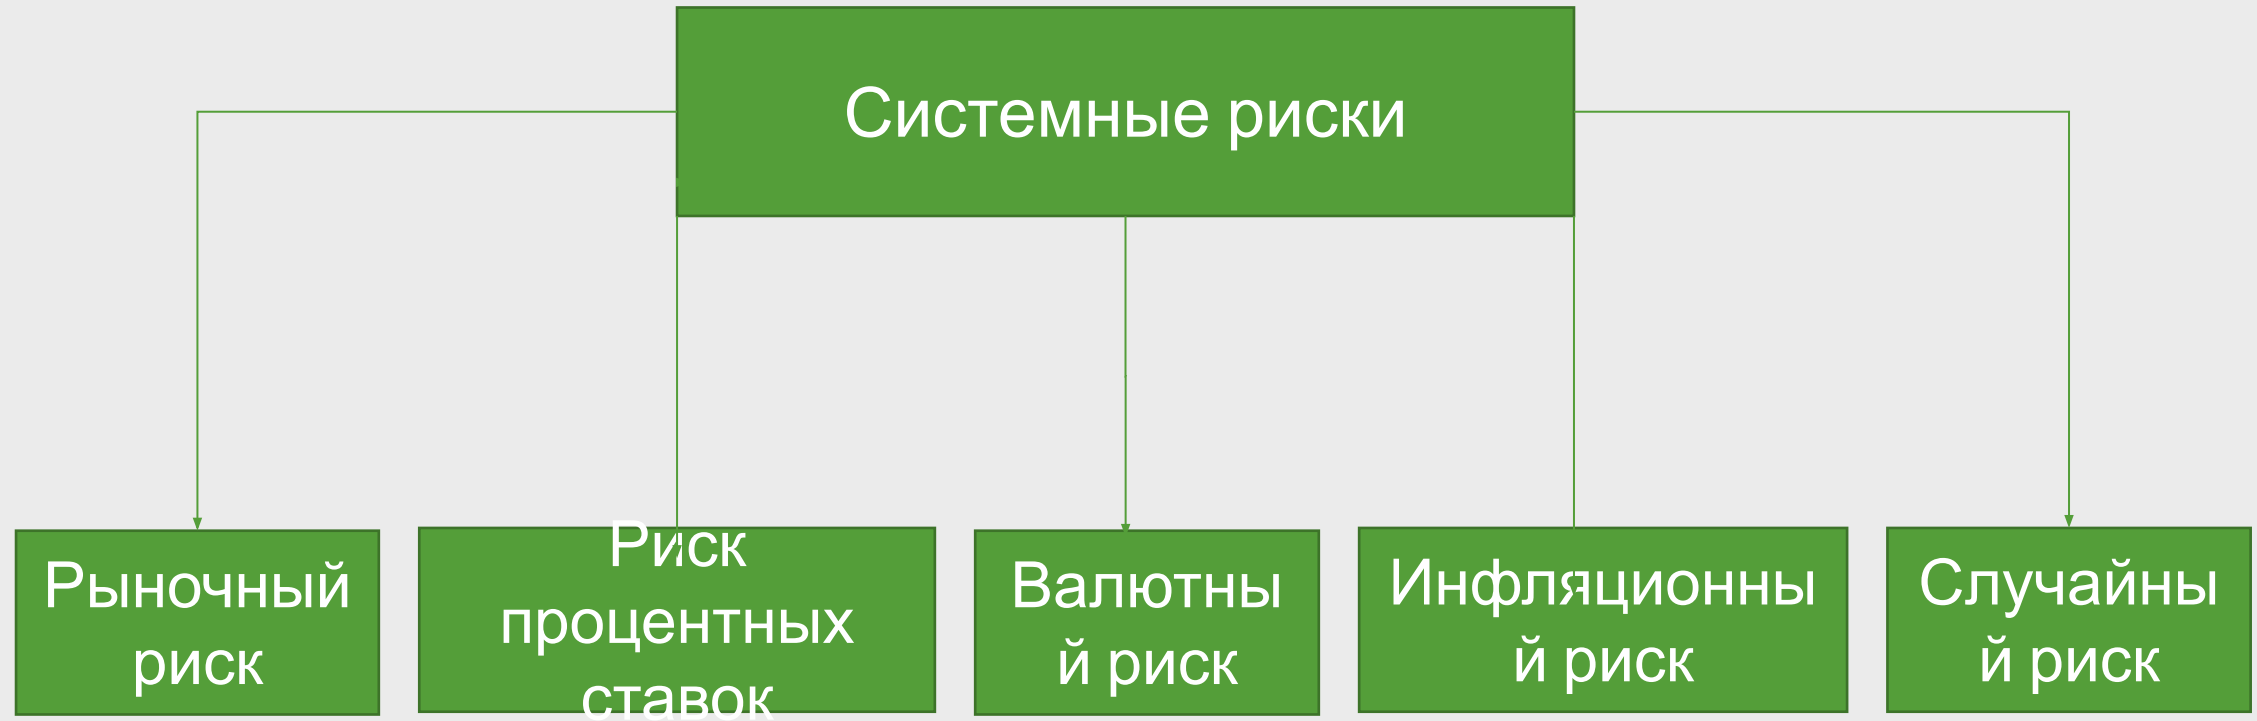 Системные риски
Рыночный
риск
Риск
процентных
ставок
Валютны
й риск
Инфляционны
й риск
Случайны
й риск